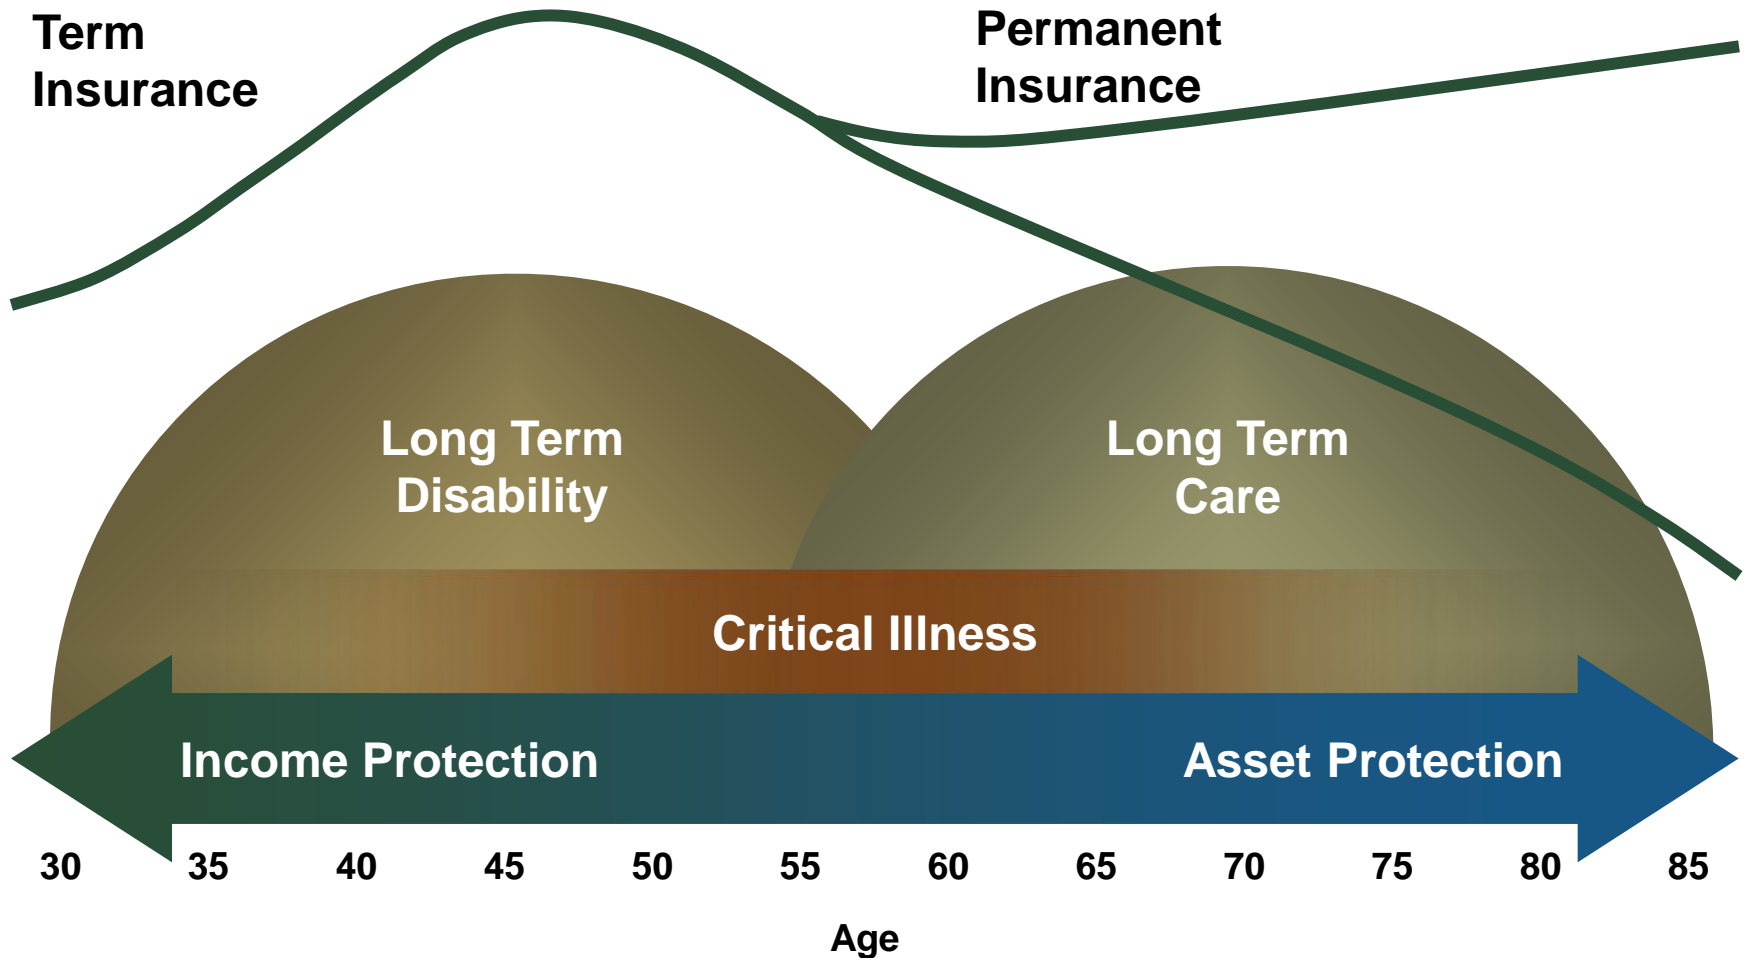 Term
Insurance
Permanent
Insurance
Long Term
Disability
Long Term
Care
Critical Illness
Income Protection
Asset Protection
30 35 40 45 50 55 60 65 70 75 80 85
Age